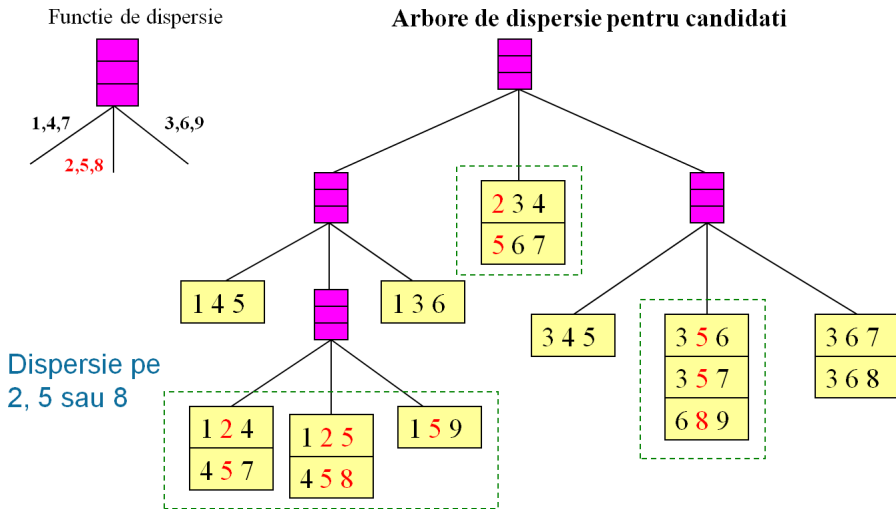 Functie de dispersie
Arbore de dispersie pentru candidati
1,4,7
3,6,9
2,5,8
2 3 4
5 6 7
1 4 5
1 3 6
3 4 5
3 5 6
3 5 7
6 8 9
3 6 7
3 6 8
Dispersie pe
2, 5 sau 8
1 2 4
4 5 7
1 2 5
4 5 8
1 5 9